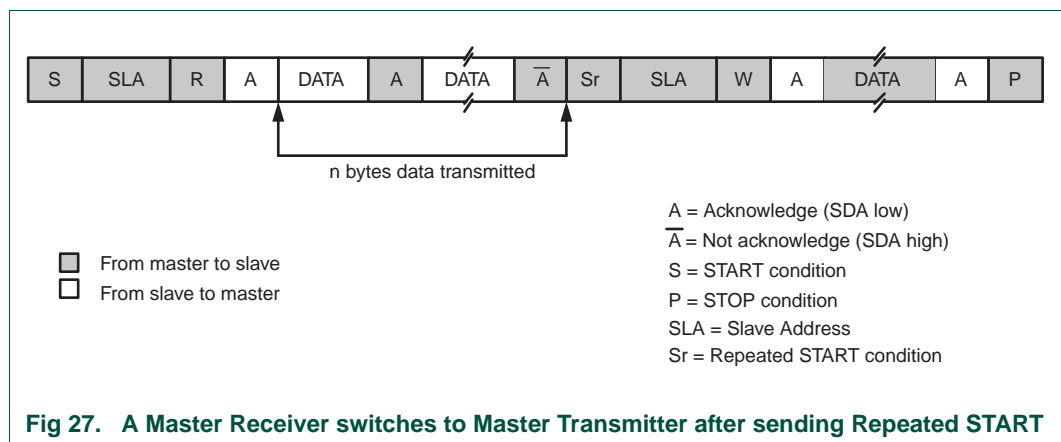 S SLA R A DATA A DATA A̅ Sr SLA W A DATA A P
n bytes data transmitted
From master to slave
From slave to master
A = Acknowledge (SDA low)
A̅ = Not acknowledge (SDA high)
S = START condition
P = STOP condition
SLA = Slave Address
Sr = Repeated START condition
Fig 27. A Master Receiver switches to Master Transmitter after sending Repeated START